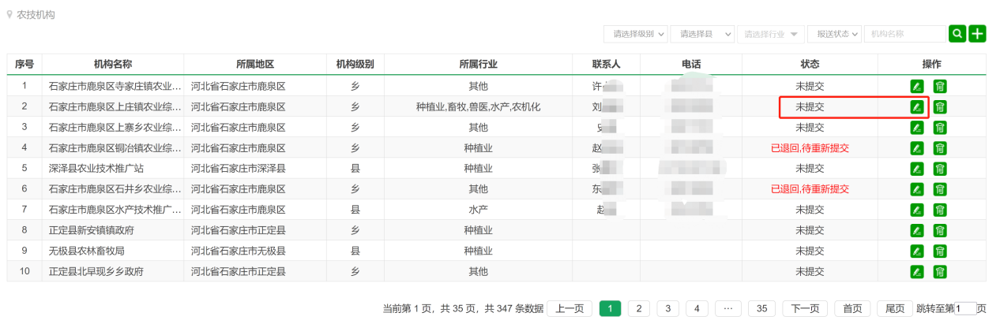 农技机构
请选择级别 请选择县 请选择行业 报送状态 机构名称
序号 机构名称 所属地区 机构级别 所属行业 联系人 电话 状态 操作
1 石家庄市鹿泉区寺家庄镇农业... 河北省石家庄市鹿泉区 乡 其他 许 未提交
2 石家庄市鹿泉区上庄镇农业综... 河北省石家庄市鹿泉区 乡 种植业,畜牧,兽医,水产,农机化 刘 未提交
3 石家庄市鹿泉区上寨乡农业综... 河北省石家庄市鹿泉区 乡 其他 未提交
4 石家庄市鹿泉区铜冶镇农业综... 河北省石家庄市鹿泉区 乡 种植业 赵 已退回,待重新提交
5 深泽县农业技术推广站 河北省石家庄市深泽县 县 种植业 张 未提交
6 石家庄市鹿泉区石井乡农业综... 河北省石家庄市鹿泉区 乡 其他 东 已退回,待重新提交
7 石家庄市鹿泉区水产技术推广... 河北省石家庄市鹿泉区 县 水产 赵 未提交
8 正定县新安镇镇政府 河北省石家庄市正定县 乡 种植业 未提交
9 无极县农林畜牧局 河北省石家庄市无极县 县 种植业 未提交
10 正定县北早现乡乡政府 河北省石家庄市正定县 乡 其他 未提交
当前第 1 页，共 35 页，共 347 条数据 上一页 1 2 3 4 ... 35 下一页 首页 尾页 跳转至第1页